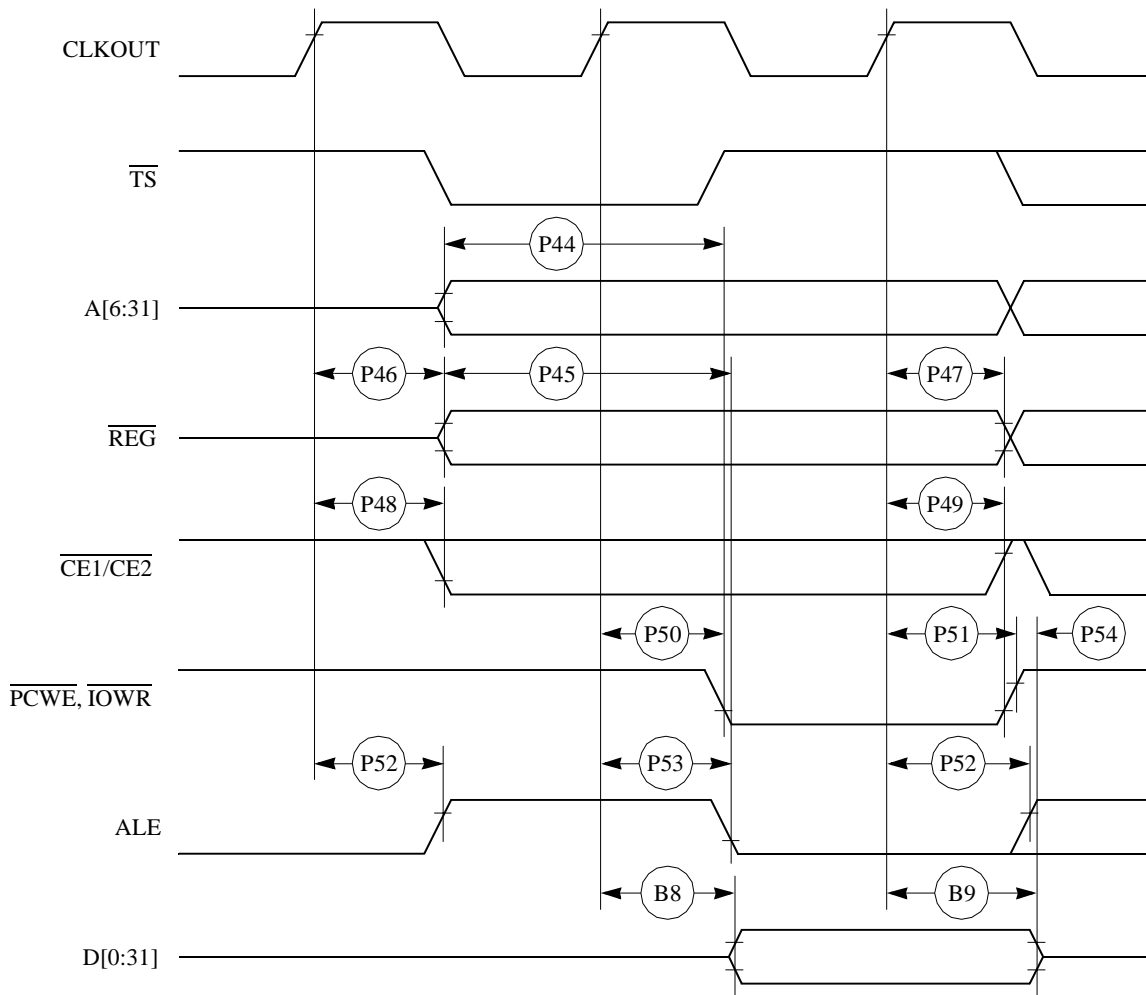 CLKOUT
TS
P44
A[6:31]
P46 P45 P47
REG
P48 P49
CE1/CE2
P50 P51 P54
PCWE, IOWR
P52 P53 P52
ALE
B8 B9
D[0:31]